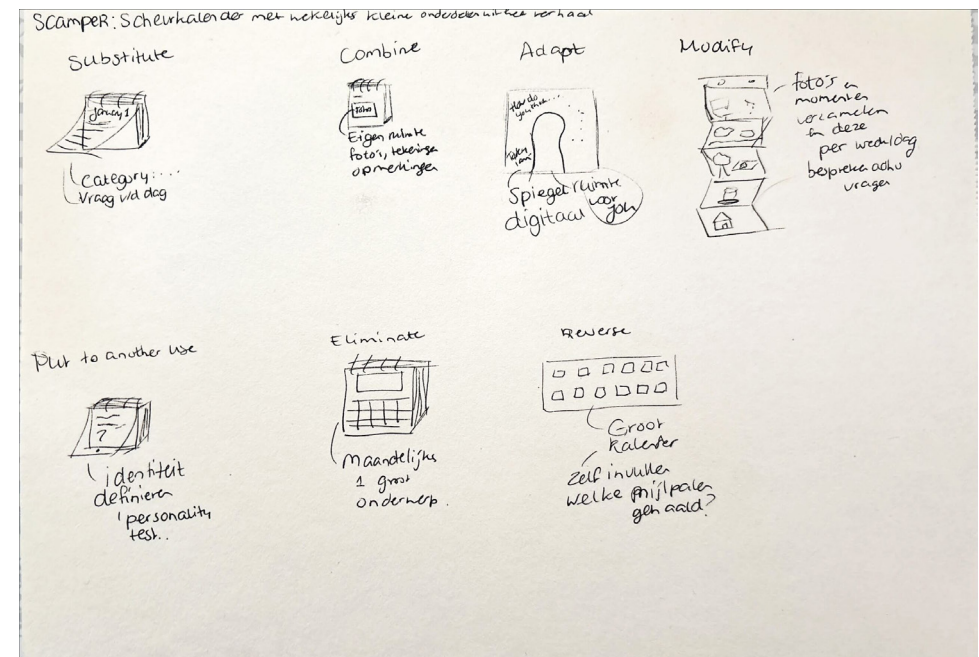 SCAMPER: Scheurkalender met wekelijks kleine onderdelen uit het verhaal
Substitute
January 1
Category: ....
Vraag v/d dag
Combine
foto
Eigen ruimte
foto's, tekeningen
opmerkingen
Adapt
How do
you think...
Spiegel ruimte
digitaal
voor
jou
Modify
foto's en
momenten
verzamelen
en deze
per weekdag
bespreken adhv
vragen
Put to another use
?
identiteit
definieren
personality
test..
Eliminate
Maandelijks
1 groot
onderwerp.
Reverse
Groot
kalender
Zelf invullen
welke mijlpalen
gehaald?